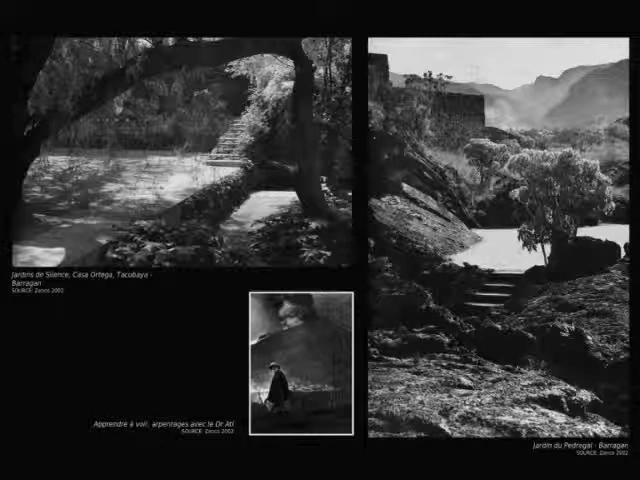 Jardins de Silence, Casa Ortega, Tacubaya -
Barragan
SOURCE: Zanco 2002
Apprendre à voir, arpentages avec le Dr Atl
SOURCE: Zanco 2002
Jardin du Pedregal - Barragan
SOURCE: Zanco 2002